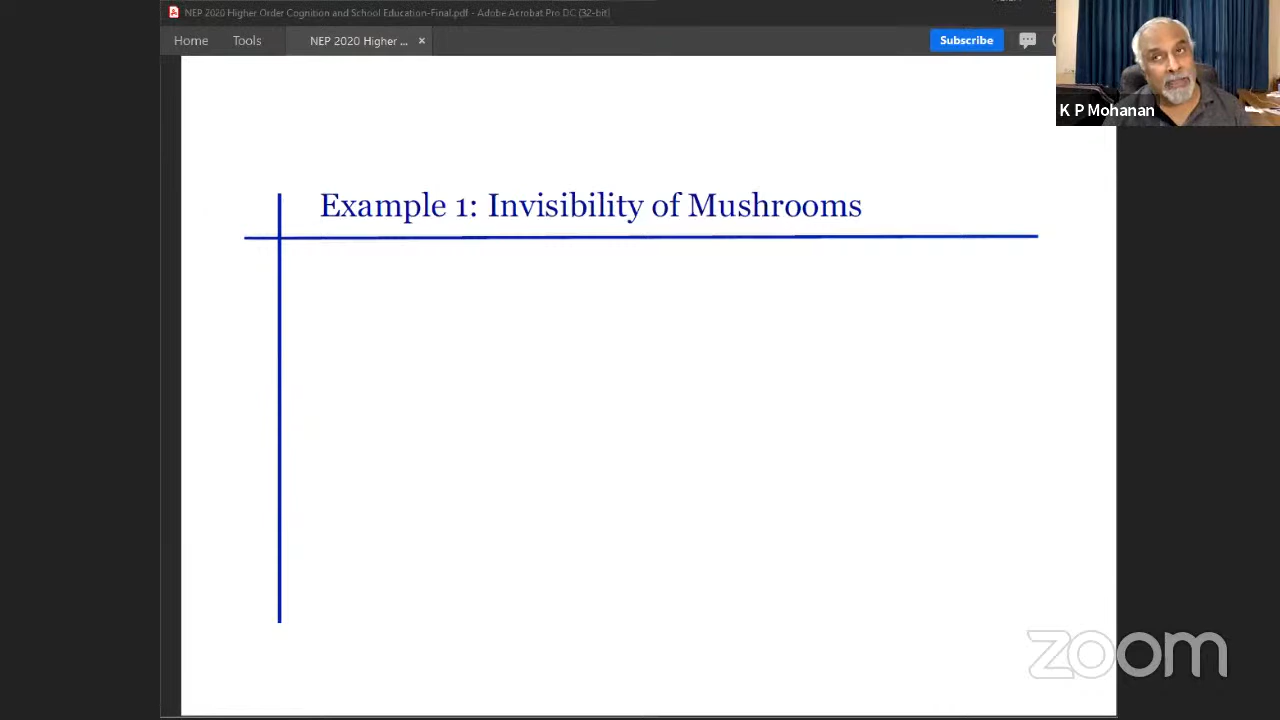 NEP 2020 Higher Order Cognition and School Education-Final.pdf - Adobe Acrobat Pro DC (32-bit)
Home Tools NEP 2020 Higher ... × Subscribe
K P Mohanan
Example 1: Invisibility of Mushrooms
zoom